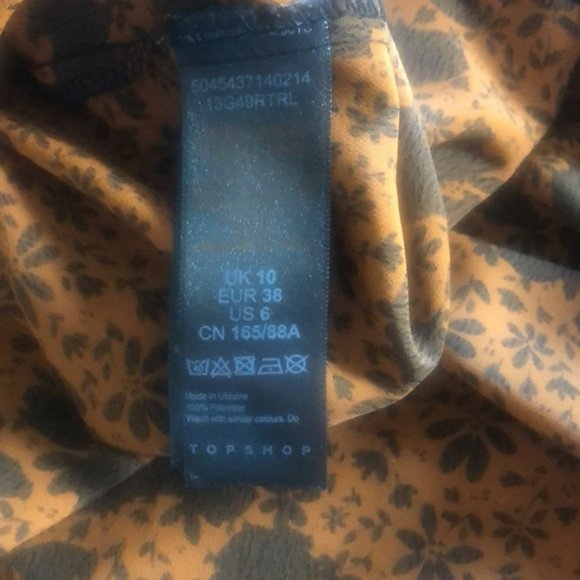 5045437140214
13G49RTRL
UK 10
EUR 38
US 6
CN 165/88A
Made in Ukraine
100% Polyester
Wash with similar colours. Do
TOPSHOP